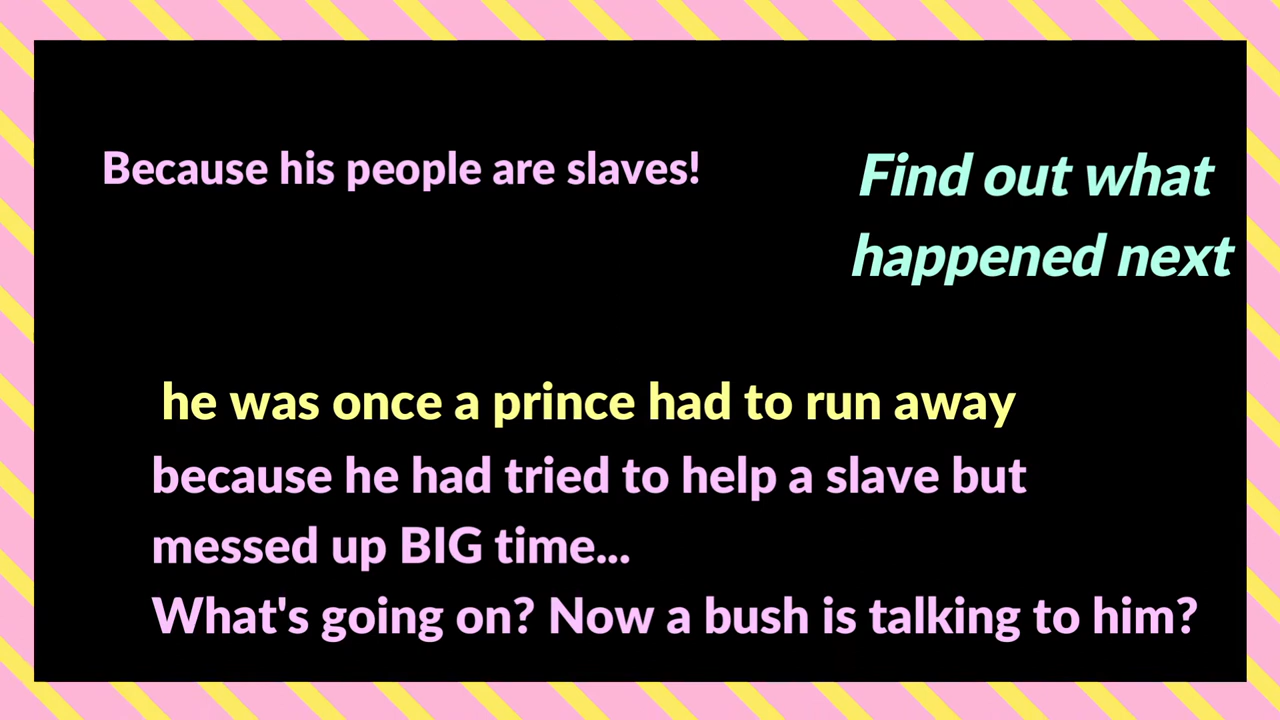 Because his people are slaves!
Find out what
happened next
he was once a prince had to run away
because he had tried to help a slave but
messed up BIG time...
What's going on? Now a bush is talking to him?